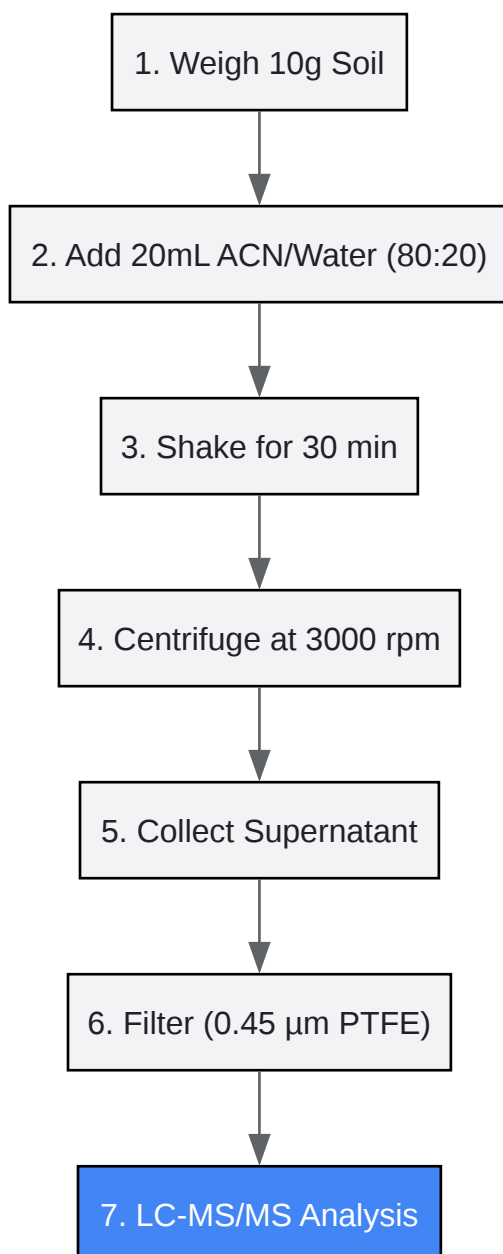 1. Weigh 10g Soil
2. Add 20mL ACN/Water (80:20)
3. Shake for 30 min
4. Centrifuge at 3000 rpm
5. Collect Supernatant
6. Filter (0.45 µm PTFE)
7. LC-MS/MS Analysis